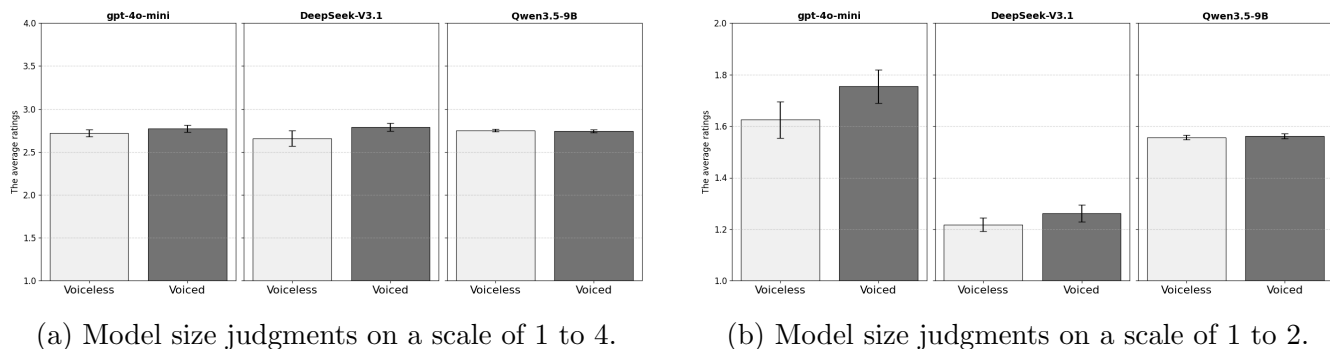 gpt-4o-mini DeepSeek-V3.1 Qwen3.5-9B
4.0
3.5
3.0
2.5
2.0
1.5
1.0
The average ratings
Voiceless Voiced Voiceless Voiced Voiceless Voiced
(a) Model size judgments on a scale of 1 to 4.
gpt-4o-mini DeepSeek-V3.1 Qwen3.5-9B
2.0
1.8
1.6
1.4
1.2
1.0
The average ratings
Voiceless Voiced Voiceless Voiced Voiceless Voiced
(b) Model size judgments on a scale of 1 to 2.